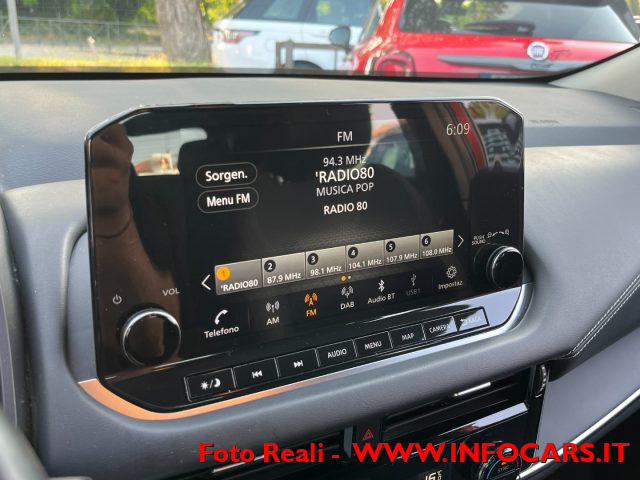 FIAT
FM
6:09
94.3 MHz
'RADIO80
MUSICA POP
RADIO 80
Sorgen.
Menu FM
1 2 3 4 5 6
'RADIO80 87.9 MHz 98.1 MHz 104.1 MHz 107.9 MHz 108.0 MHz
Telefono AM FM DAB Audio BT USB1 Impostaz.
VOL
PUSH SOUND
AUDIO MENU MAP CAMERA BACK
Foto Reali - WWW.INFOCARS.IT